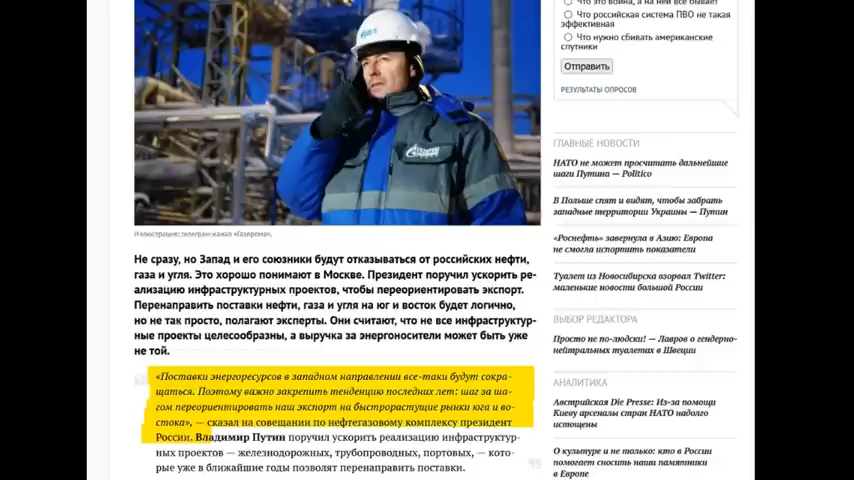 Что это война, а на ней все бывает
Что российская система ПВО не такая
эффективная
Что нужно сбивать американские
спутники
Отправить
РЕЗУЛЬТАТЫ ОПРОСОВ
Иллюстрация: телеграм-канал «Газпрома».
Не сразу, но Запад и его союзники будут отказываться от российских нефти,
газа и угля. Это хорошо понимают в Москве. Президент поручил ускорить ре-
ализацию инфраструктурных проектов, чтобы переориентировать экспорт.
Перенаправить поставки нефти, газа и угля на юг и восток будет логично,
но не так просто, полагают эксперты. Они считают, что не все инфраструктур-
ные проекты целесообразны, а выручка за энергоносители может быть уже
не той.
«Поставки энергоресурсов в западном направлении все-таки будут сокра-
щаться. Поэтому важно закрепить тенденцию последних лет: шаг за ша-
гом переориентировать наш экспорт на быстрорастущие рынки юга и во-
стока», — сказал на совещании по нефтегазовому комплексу президент
России. Владимир Путин поручил ускорить реализацию инфраструктур-
ных проектов — железнодорожных, трубопроводных, портовых, — кото-
рые уже в ближайшие годы позволят перенаправить поставки.
ГЛАВНЫЕ НОВОСТИ
НАТО не может просчитать дальнейшие
шаги Путина — Politico
В Польше спят и видят, чтобы забрать
западные территории Украины — Путин
«Роснефть» завернула в Азию: Европа
не смогла испортить показатели
Туалет из Новосибирска взорвал Twitter:
маленькие новости большой России
ВЫБОР РЕДАКТОРА
Просто не по-людски! — Лавров о гендерно-
нейтральных туалетах в Швеции
АНАЛИТИКА
Австрийская Die Presse: Из-за помощи
Киеву арсеналы стран НАТО надолго
истощены
О культуре и не только: кто в России
помогает сносить наши памятники
в Европе